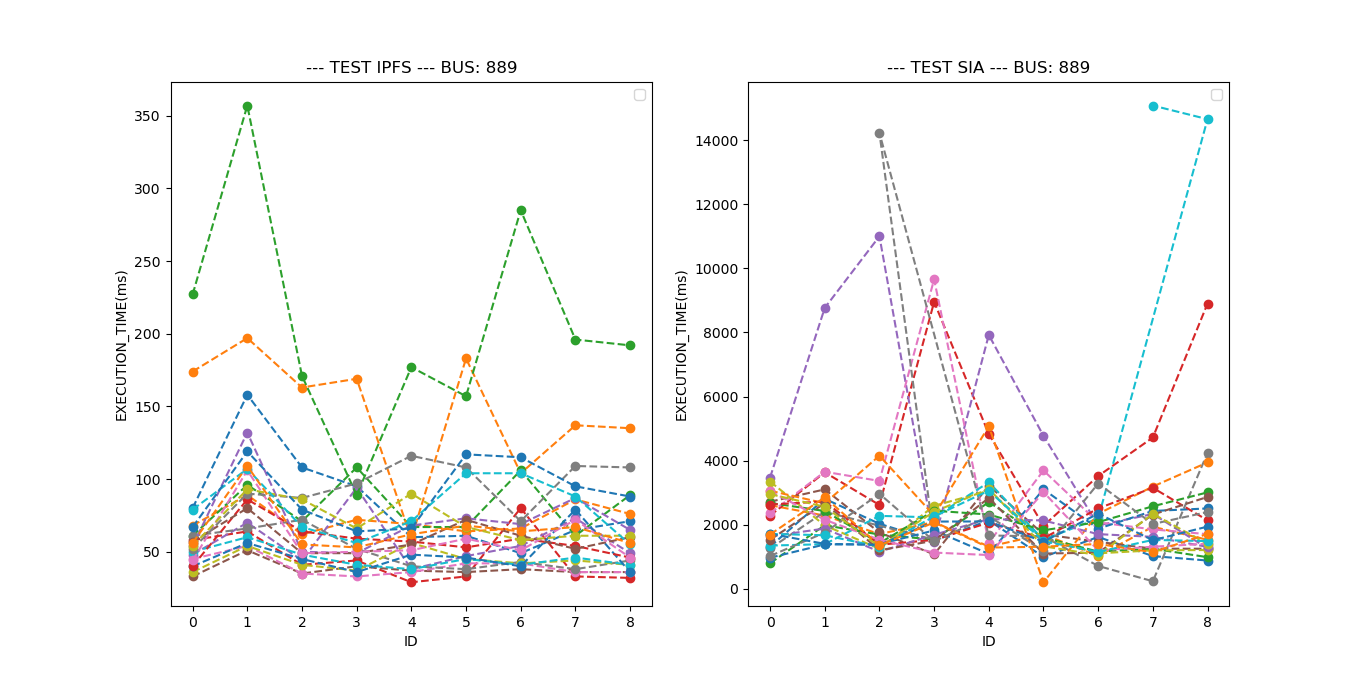 --- TEST IPFS --- BUS: 889
EXECUTION_TIME(ms)
350
300
250
200
150
100
50
0 1 2 3 4 5 6 7 8
ID
--- TEST SIA --- BUS: 889
EXECUTION_TIME(ms)
14000
12000
10000
8000
6000
4000
2000
0
0 1 2 3 4 5 6 7 8
ID